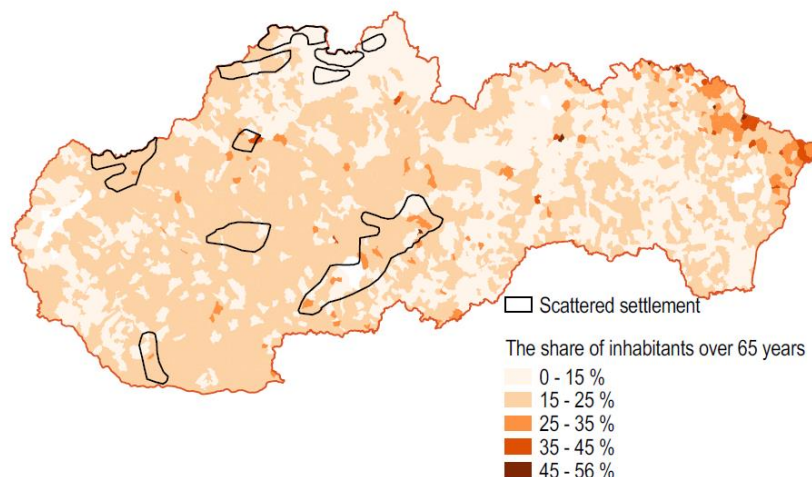 Scattered settlement
The share of inhabitants over 65 years
0 - 15 %
15 - 25 %
25 - 35 %
35 - 45 %
45 - 56 %